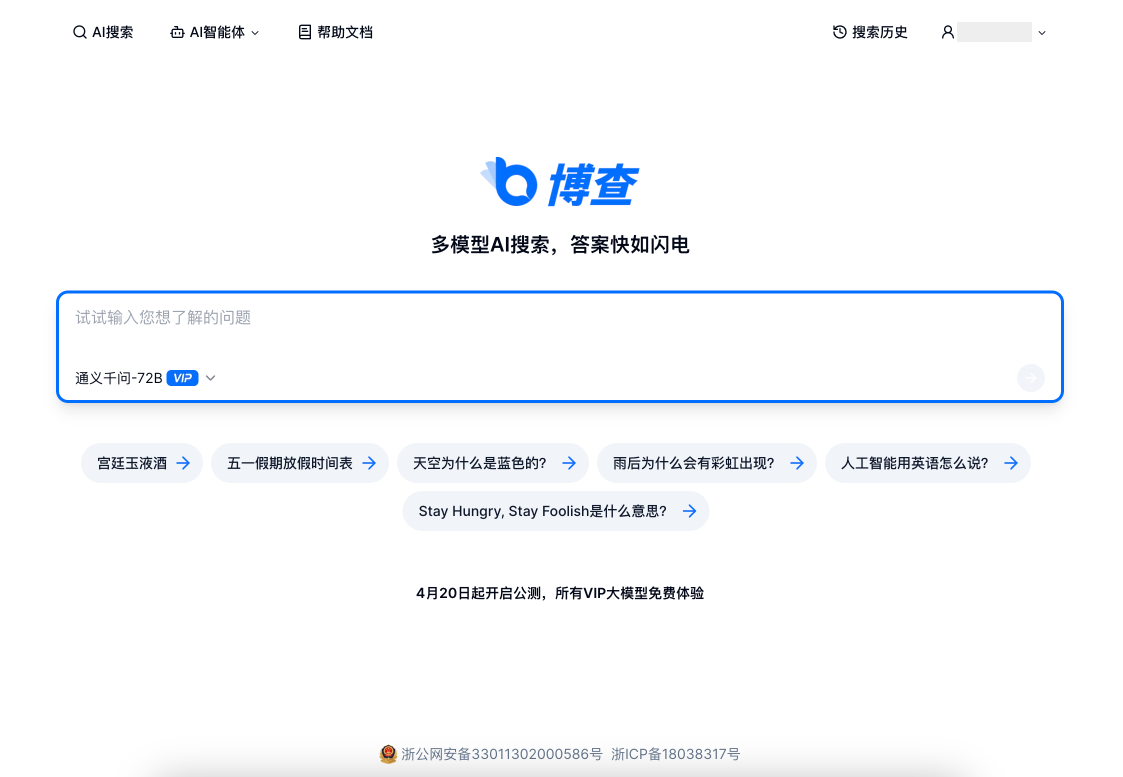 AI搜索 AI智能体 帮助文档 搜索历史
博查
多模型AI搜索，答案快如闪电
试试输入您想了解的问题
通义千问-72B VIP
宫廷玉液酒 五一假期放假时间表 天空为什么是蓝色的? 雨后为什么会有彩虹出现? 人工智能用英语怎么说?
Stay Hungry, Stay Foolish是什么意思?
4月20日起开启公测，所有VIP大模型免费体验
浙公网安备33011302000586号 浙ICP备18038317号